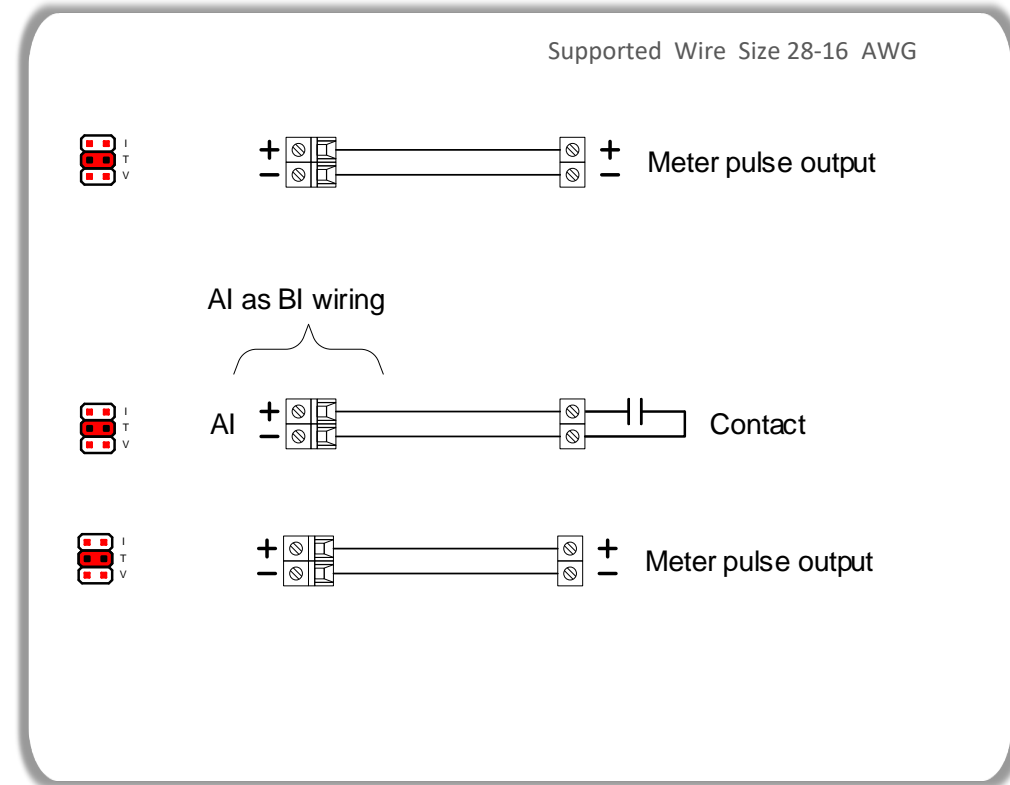 Supported Wire Size 28-16 AWG
I
T
V
+
−
+
−
Meter pulse output
AI as BI wiring
I
T
V
AI
+
−
Contact
I
T
V
+
−
+
−
Meter pulse output